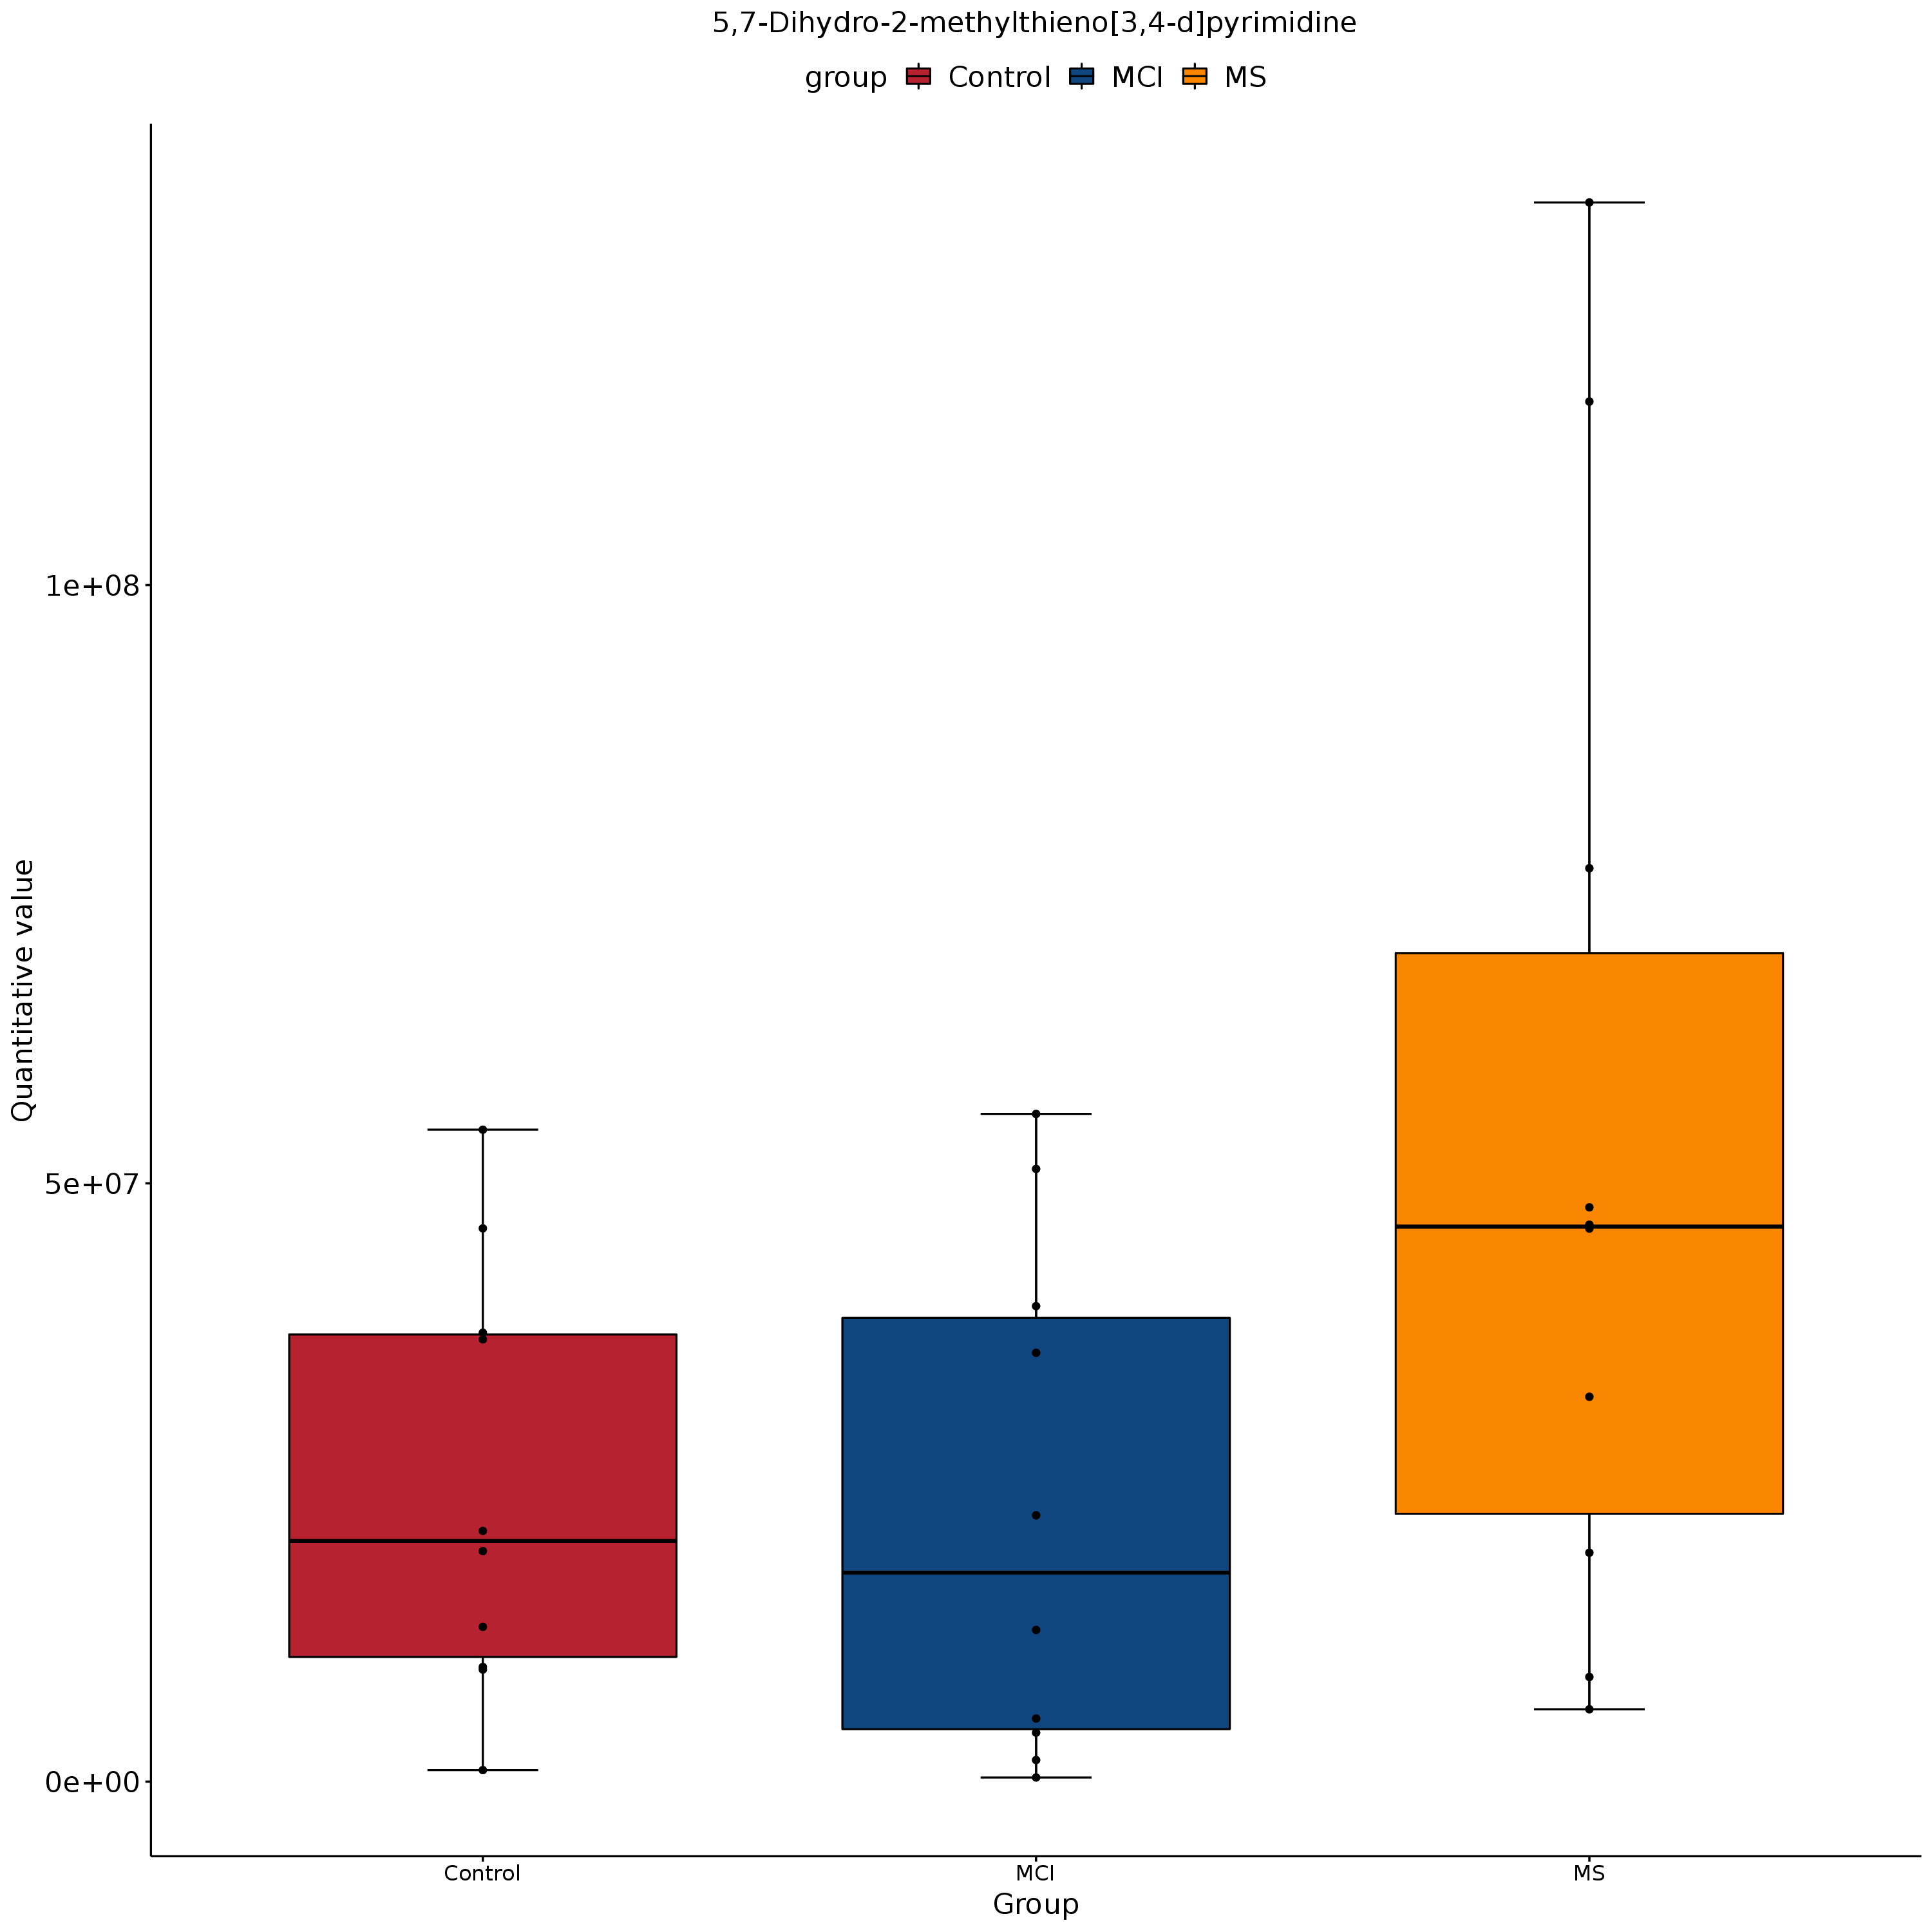 5,7-Dihydro-2-methylthieno[3,4-d]pyrimidine
group Control MCI MS
Quantitative value
1e+08
5e+07
0e+00
Control MCI MS
Group